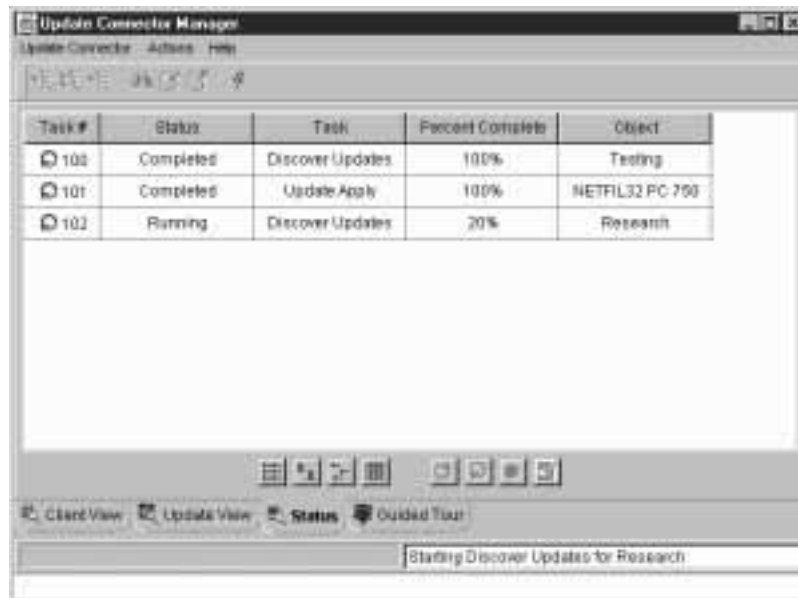 Update Connector Manager
Update Connector Actions Help
Task # Status Task Percent Complete Object
100 Completed Discover Updates 100% Testing
101 Completed Update Apply 100% NETFIL32 PC 750
102 Running Discover Updates 20% Research
Client View Update View Status Guided Tour
Starting Discover Updates for Research